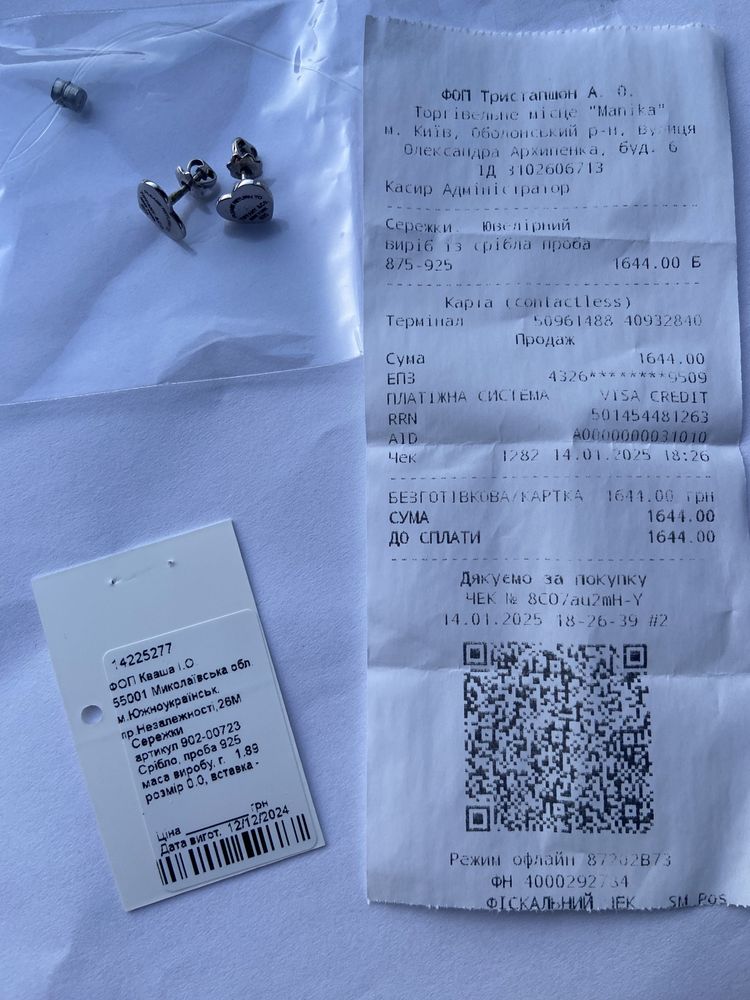 ФОП Тристапшон А. О.
Торгівельне місце "Manika"
м. Київ, Оболонський р-н, вулиця
Олександра Архипенка, буд. 6
ІД 3102606713
Касир Адміністратор
Сережки. Ювелірний
виріб із срібла проба
875-925 1644.00 Б
Карта (contactless)
Термінал 50961488 40932840
Продаж
Сума 1644.00
ЕПЗ 4326********9509
ПЛАТІЖНА СИСТЕМА VISA CREDIT
RRN 501454481263
AID A0000000031010
Чек 1282 14.01.2025 18:26
БЕЗГОТІВКОВА/КАРТКА 1644.00 грн
СУМА 1644.00
ДО СПЛАТИ 1644.00
Дякуємо за покупку
ЧЕК № 8CO7au2mH-Y
14.01.2025 18-26-39 #2
Режим офлайн
ФН
ФІСКАЛЬНИЙ ЧЕК SM POS
14225277
ФОП Кваша І.О.
55001 Миколаївська обл.
м.Южноукраїнськ,
пр.Незалежності,26М
Сережки
артикул 902-00723
Срібло, проба 925
маса виробу, г. 1.89
розмір 0.0, вставка -
Ціна ________ грн
Дата вигот. 12/12/2024